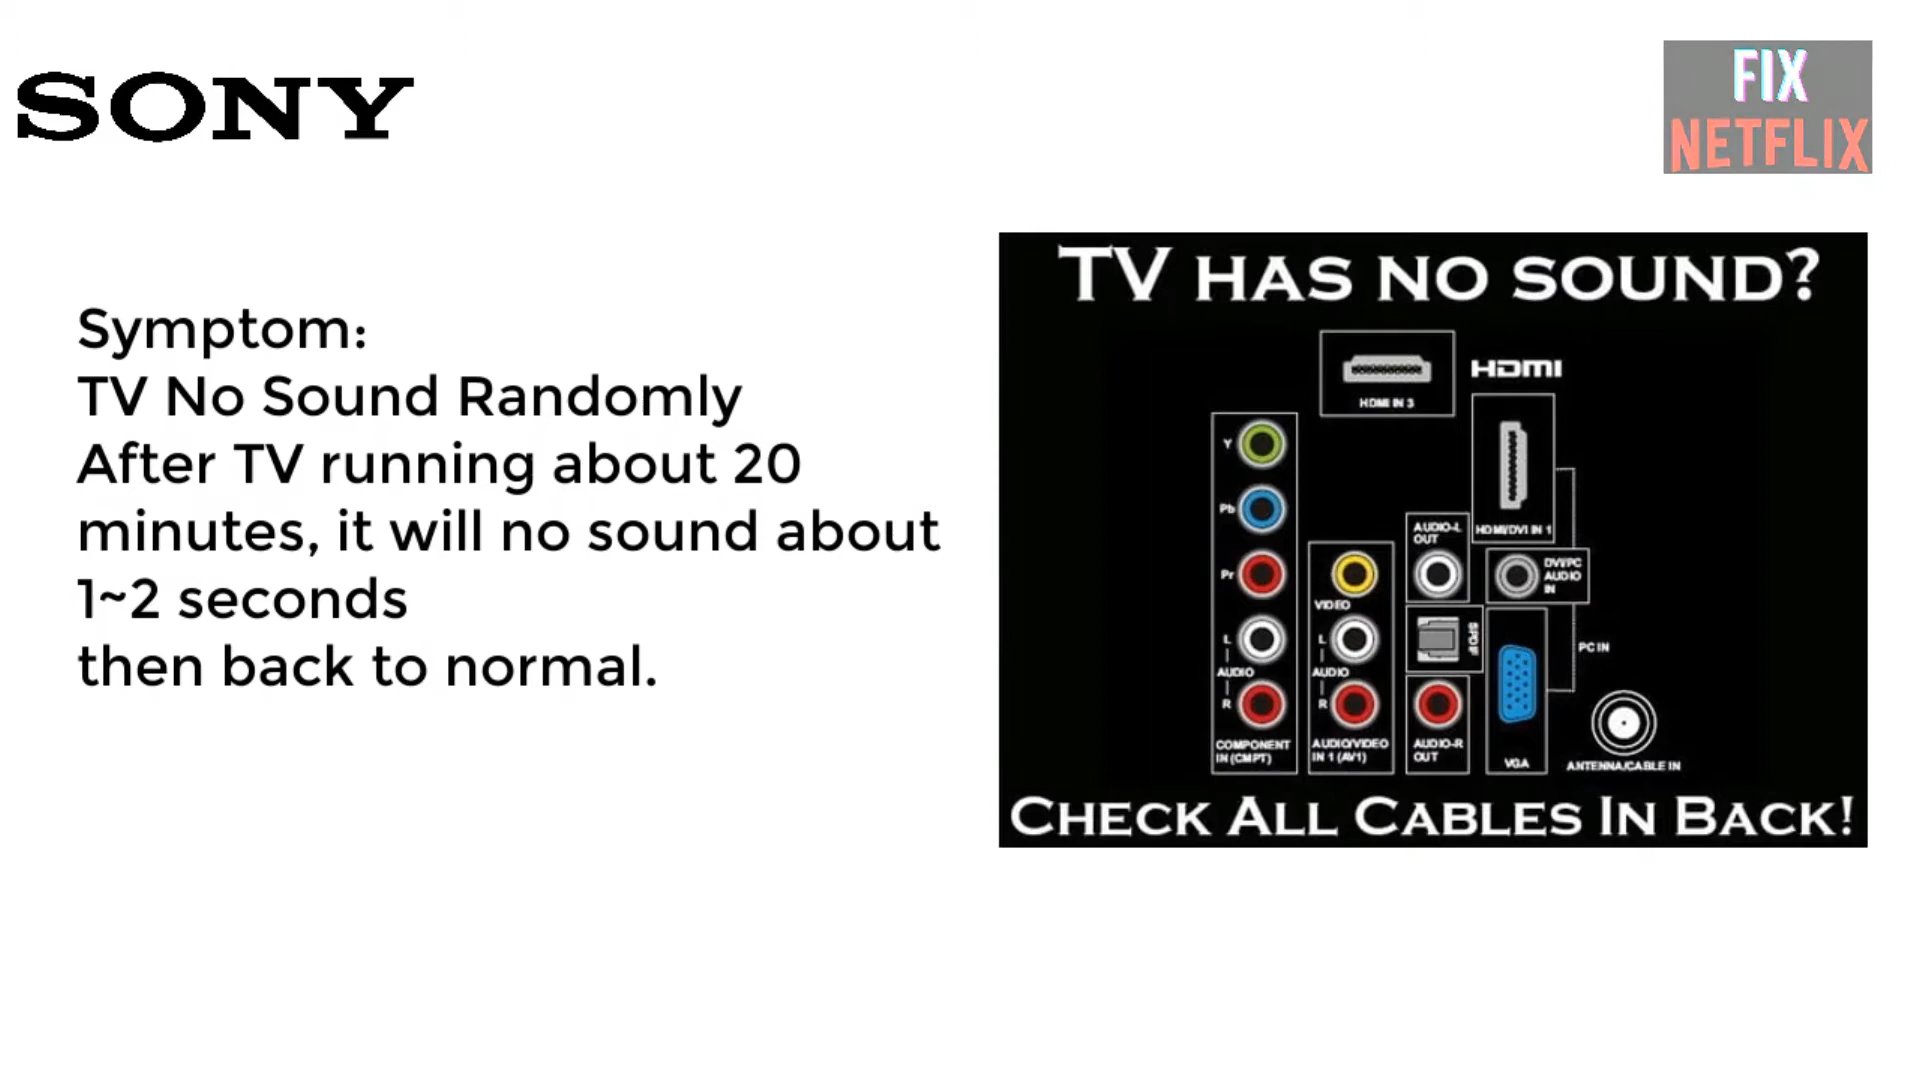 SONY
FIX
NETFLIX
Symptom:
TV No Sound Randomly
After TV running about 20
minutes, it will no sound about
1~2 seconds
then back to normal.
TV HAS NO SOUND?
HDMI
HDMI IN 3
Y
Pb
Pr
L
AUDIO
R
COMPONENT
IN (CMPT)
VIDEO
L
AUDIO
R
AUDIO/VIDEO
IN 1 (AV1)
AUDIO-L
OUT
SPDIF
AUDIO-R
OUT
HDMI/DVI IN 1
DVI/PC
AUDIO
IN
PC IN
VGA
ANTENNA/CABLE IN
CHECK ALL CABLES IN BACK!